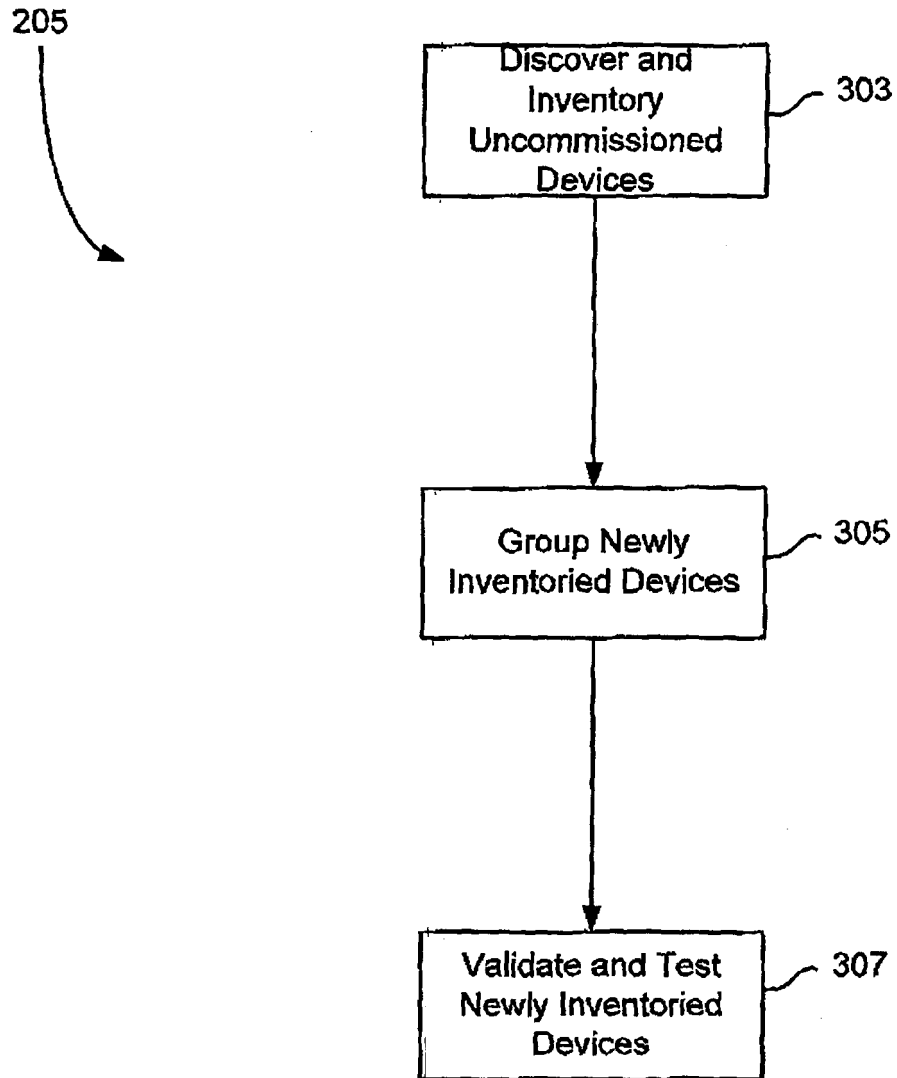 205
Discover and
Inventory
Uncommissioned
Devices
303
Group Newly
Inventoried Devices
305
Validate and Test
Newly Inventoried
Devices
307